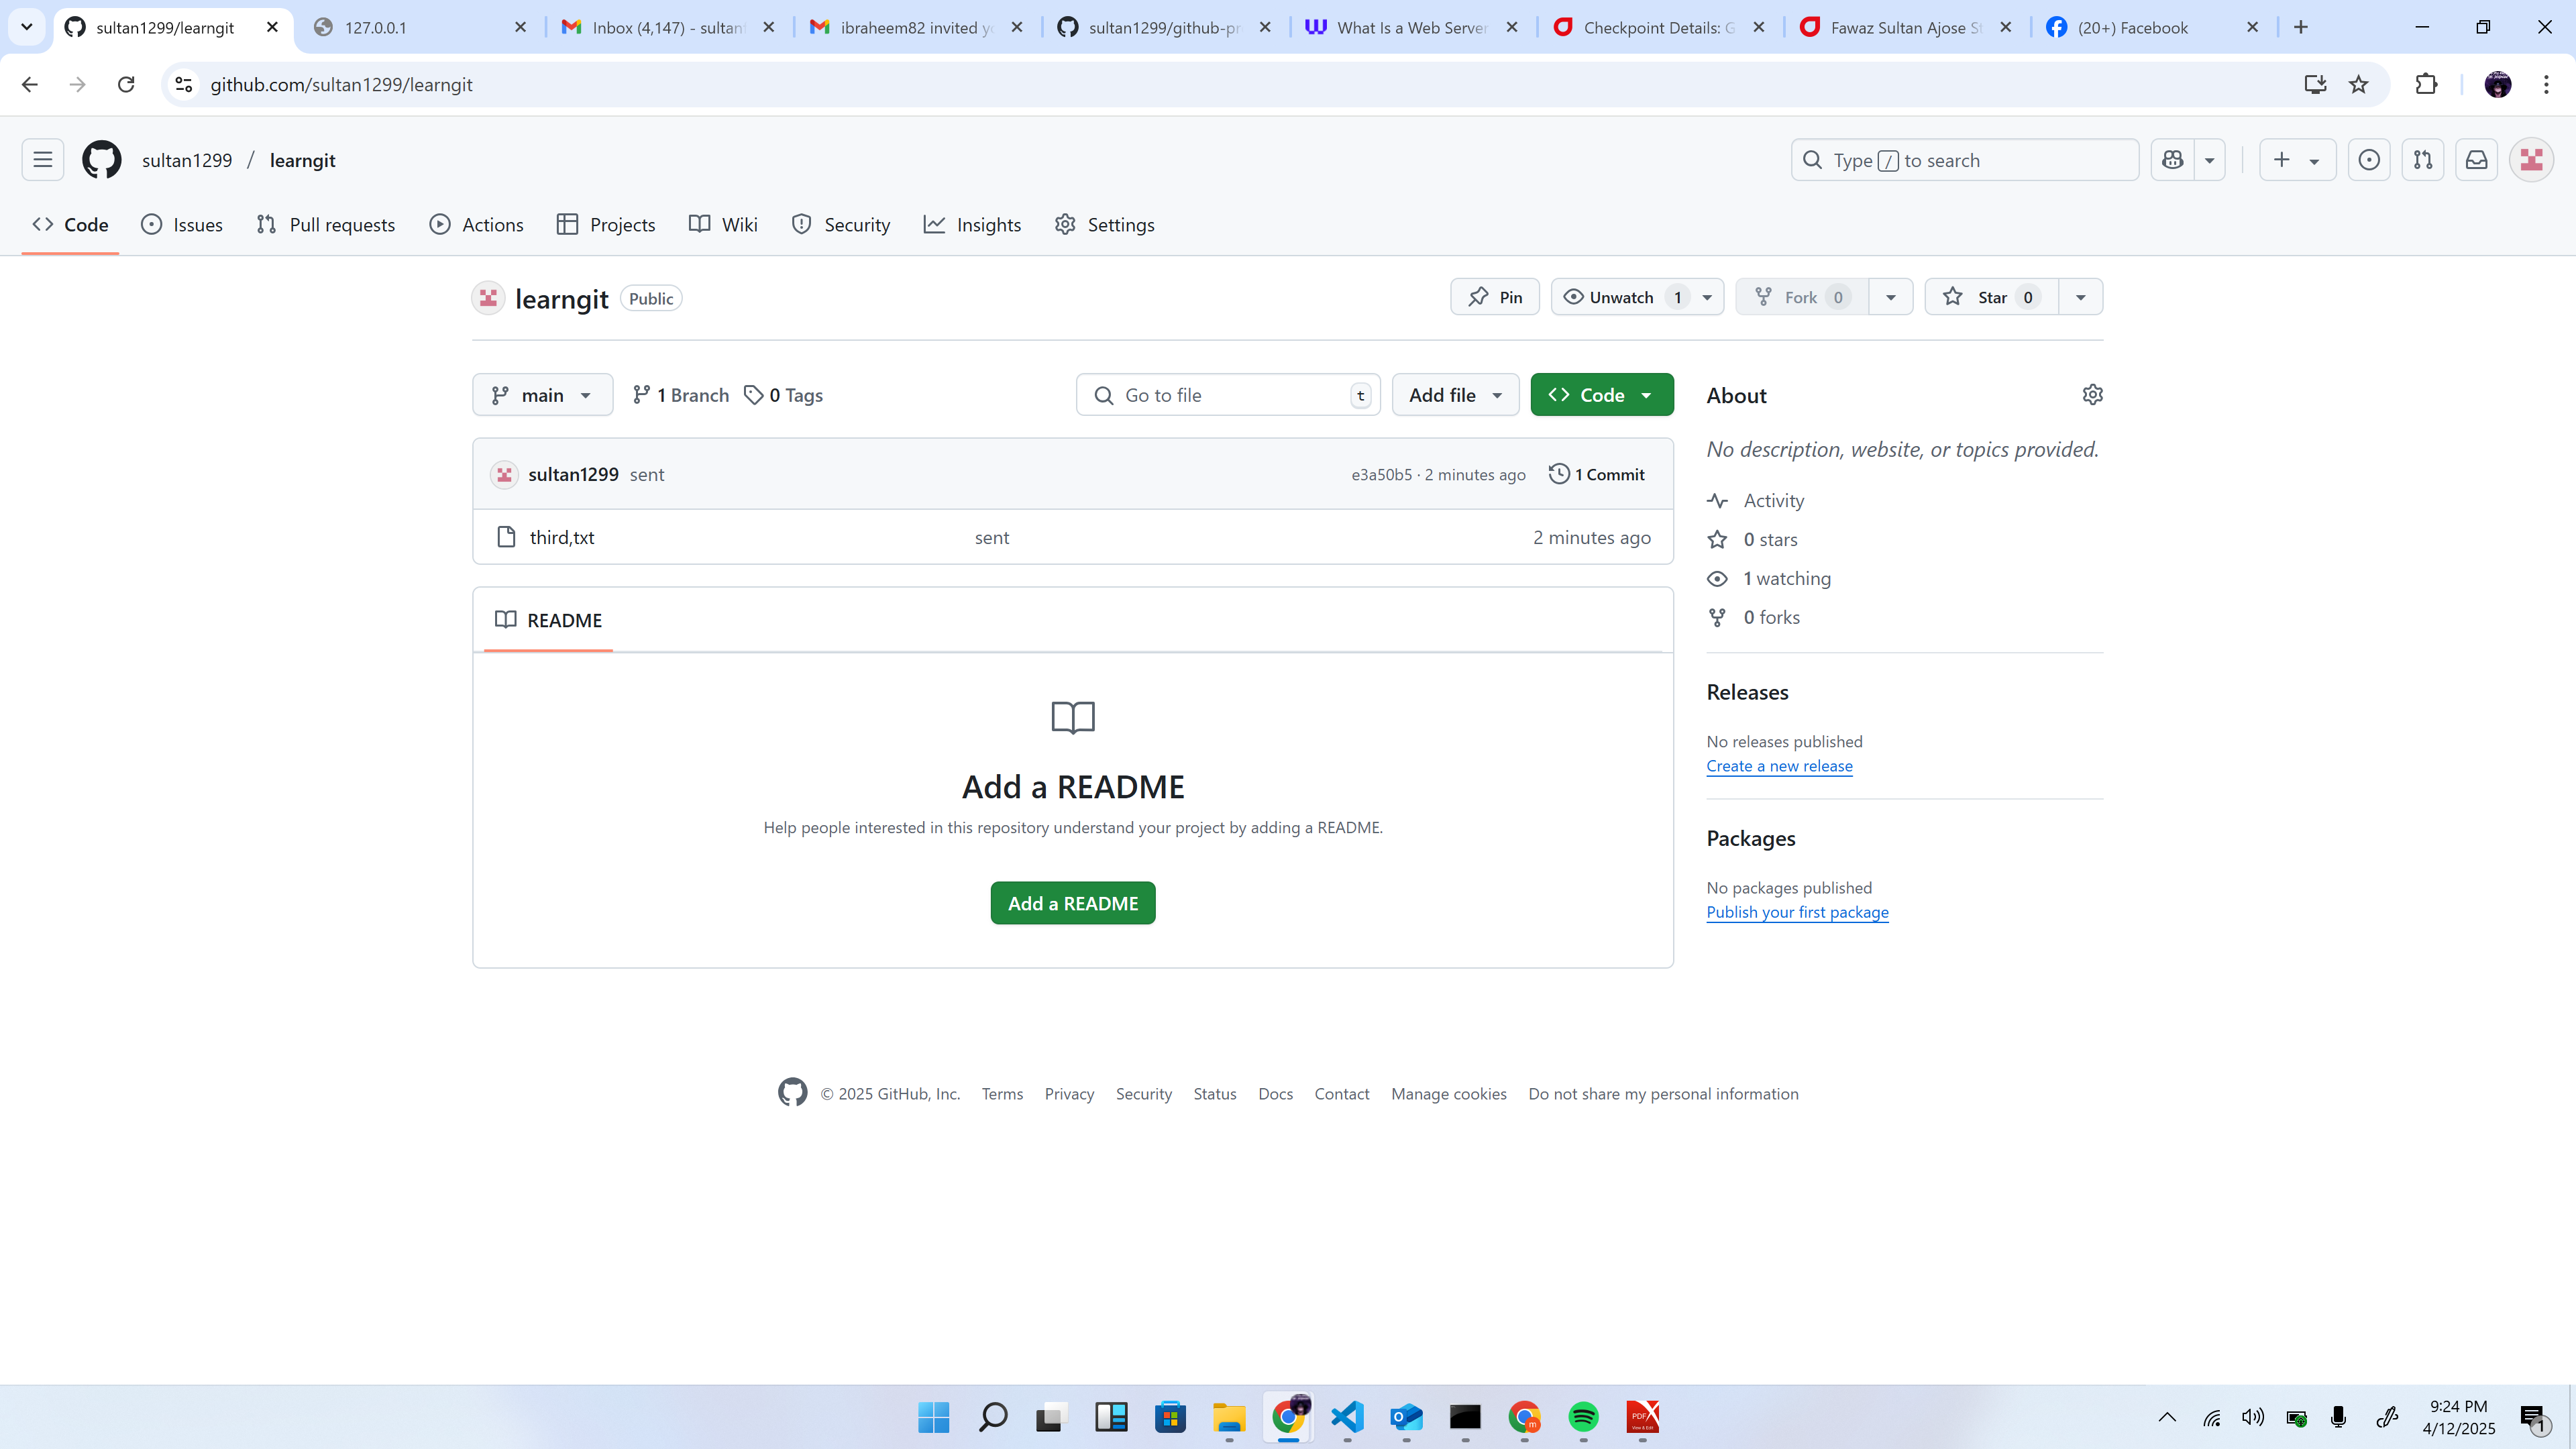 sultan1299/learngit
127.0.0.1
Inbox (4,147) - sultanf
ibraheem82 invited yo
sultan1299/github-pr
What Is a Web Server
Checkpoint Details: G
Fawaz Sultan Ajose St
(20+) Facebook
github.com/sultan1299/learngit
sultan1299 / learngit
Type / to search
Code
Issues
Pull requests
Actions
Projects
Wiki
Security
Insights
Settings
learngit Public
Pin
Unwatch 1
Fork 0
Star 0
main
1 Branch
0 Tags
Go to file t
Add file
Code
sultan1299 sent
e3a50b5 · 2 minutes ago
1 Commit
third,txt
sent
2 minutes ago
README
Add a README
Help people interested in this repository understand your project by adding a README.
Add a README
About
No description, website, or topics provided.
Activity
0 stars
1 watching
0 forks
Releases
No releases published
Create a new release
Packages
No packages published
Publish your first package
© 2025 GitHub, Inc.
Terms
Privacy
Security
Status
Docs
Contact
Manage cookies
Do not share my personal information
9:24 PM
4/12/2025
1